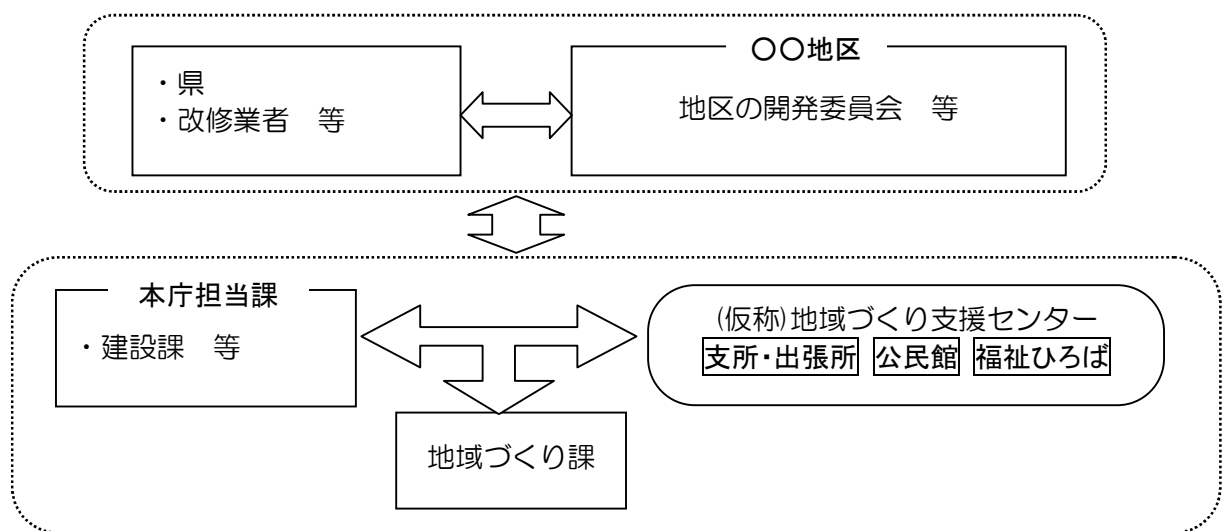 ・県
・改修業者　等
〇〇地区
地区の開発委員会　等
本庁担当課
・建設課　等
(仮称)地域づくり支援センター
支所・出張所 公民館 福祉ひろば
地域づくり課